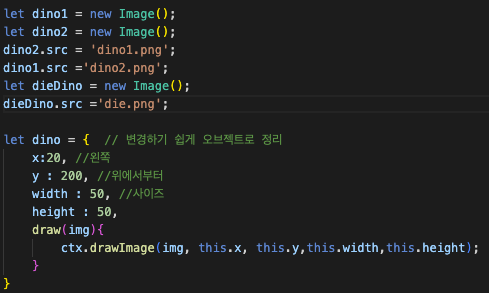 let dino1 = new Image();
let dino2 = new Image();
dino2.src = 'dino1.png';
dino1.src ='dino2.png';
let dieDino = new Image();
dieDino.src ='die.png';
let dino = {  // 변경하기 쉽게 오브젝트로 정리
    x:20, //왼쪽
    y : 200, //위에서부터
    width : 50, //사이즈
    height : 50,
    draw(img){
        ctx.drawImage(img, this.x, this.y,this.width,this.height);
    }
}